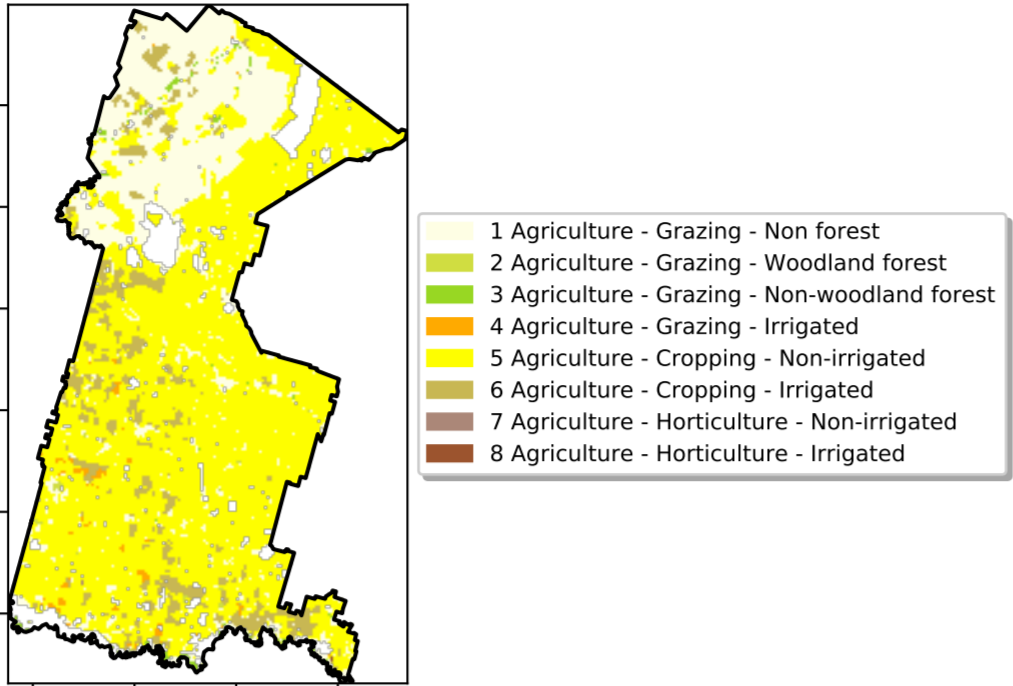 1 Agriculture - Grazing - Non forest
2 Agriculture - Grazing - Woodland forest
3 Agriculture - Grazing - Non-woodland forest
4 Agriculture - Grazing - Irrigated
5 Agriculture - Cropping - Non-irrigated
6 Agriculture - Cropping - Irrigated
7 Agriculture - Horticulture - Non-irrigated
8 Agriculture - Horticulture - Irrigated